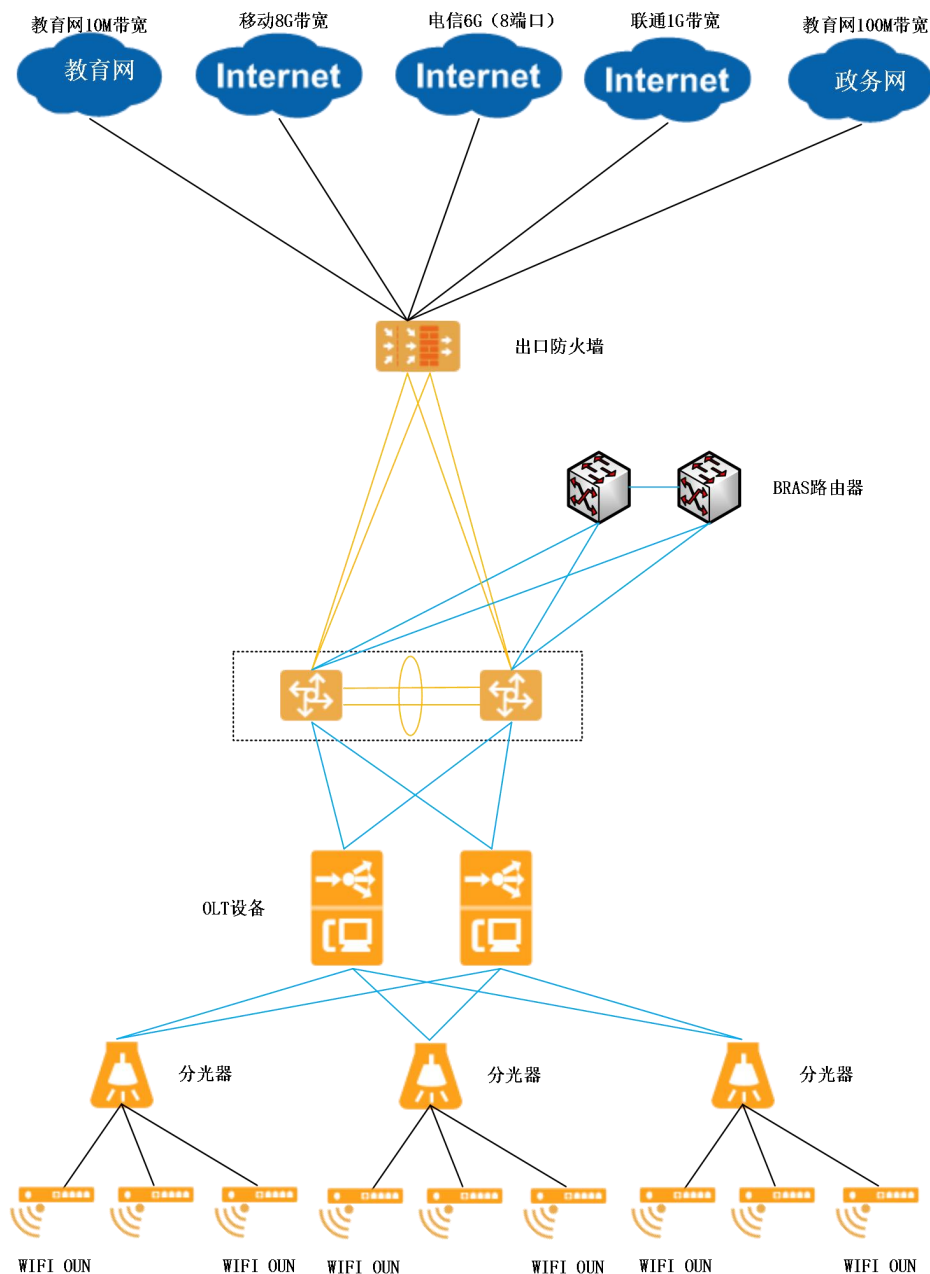 教育网10M带宽
移动8G带宽
电信6G（8端口）
联通1G带宽
教育网100M带宽
教育网
Internet
Internet
Internet
政务网
出口防火墙
BRAS路由器
OLT设备
分光器
分光器
分光器
WIFI OUN
WIFI OUN
WIFI OUN
WIFI OUN
WIFI OUN
WIFI OUN